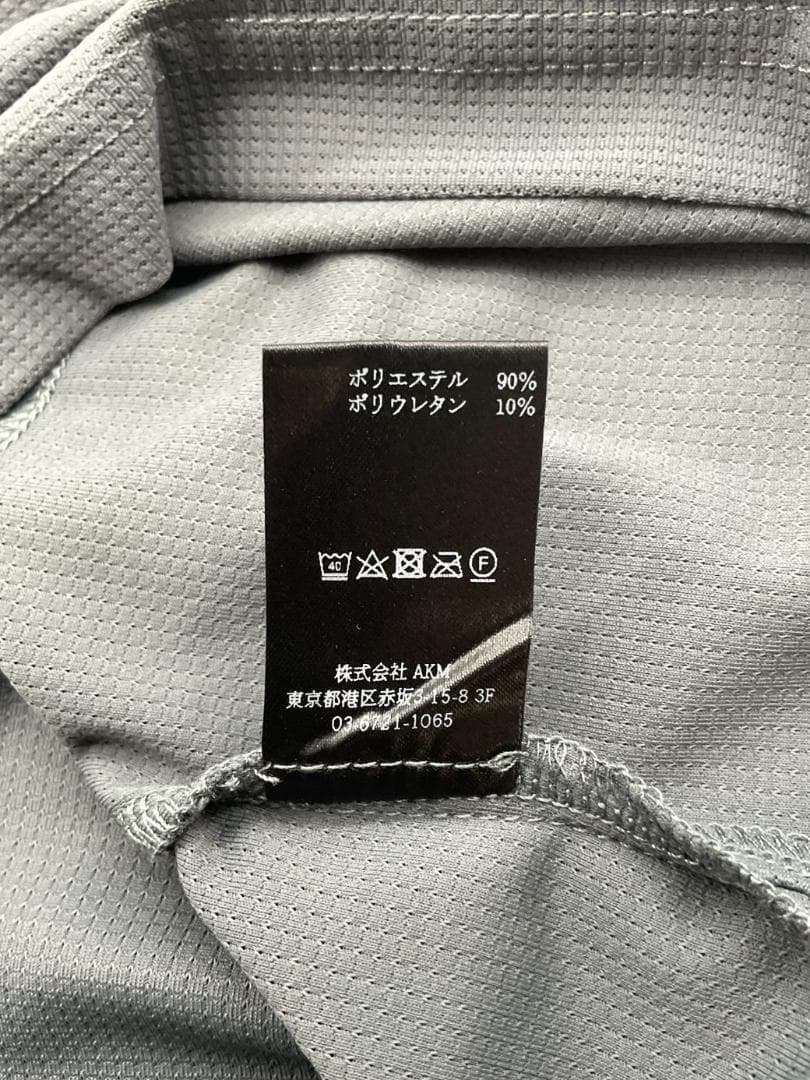 ポリエステル 90%
ポリウレタン 10%
40 F
株式会社 AKM
東京都港区赤坂3-15-8 3F
03-6721-1065